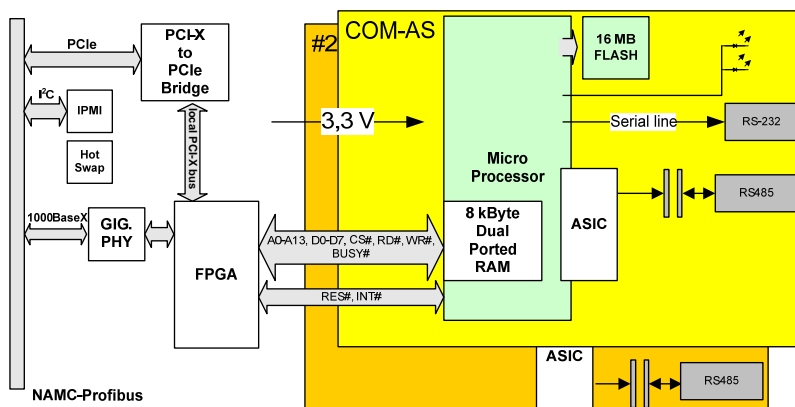 PCIe
PCI-X
to
PCIe
Bridge
#2
COM-AS
16 MB
FLASH
I²C
IPMI
local PCI-X bus
3,3 V
Serial line
RS-232
Hot
Swap
Micro
Processor
1000BaseX
GIG.
PHY
FPGA
A0-A13, D0-D7, CS#, RD#, WR#,
BUSY#
8 kByte
Dual
Ported
RAM
ASIC
RS485
RES#, INT#
ASIC
RS485
NAMC-Profibus